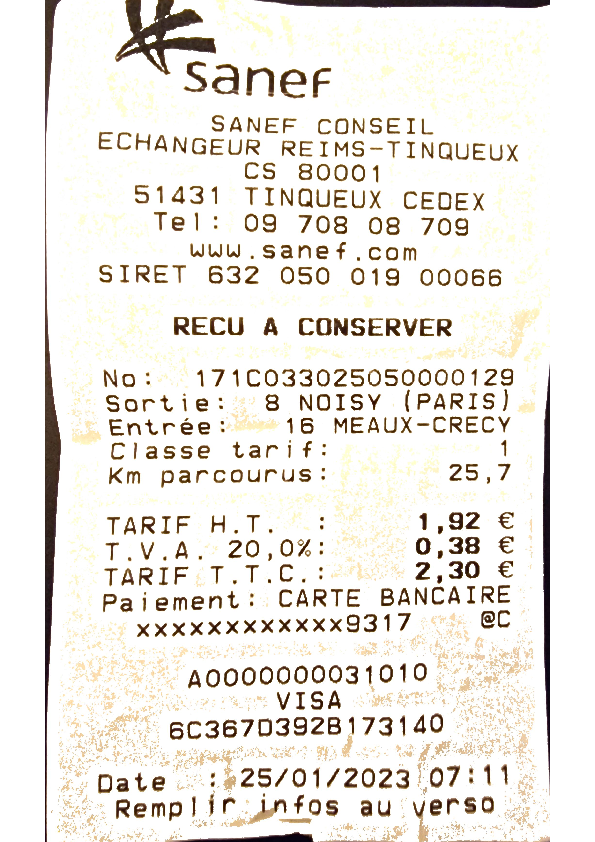 sanef
SANEF CONSEIL
ECHANGEUR REIMS-TINQUEUX
CS 80001
51431 TINQUEUX CEDEX
Tel: 09 708 08 709
www.sanef.com
SIRET 632 050 019 00066
RECU A CONSERVER
No: 171C033025050000129
Sortie: 8 NOISY (PARIS)
Entrée: 16 MEAUX-CRECY
Classe tarif: 1
Km parcourus: 25,7
TARIF H.T. : 1,92 €
T.V.A. 20,0%: 0,38 €
TARIF T.T.C.: 2,30 €
Paiement: CARTE BANCAIRE
xxxxxxxxxxxx9317 @C
A0000000031010
VISA
6C367D392B173140
Date : 25/01/2023 07:11
Remplir infos au verso